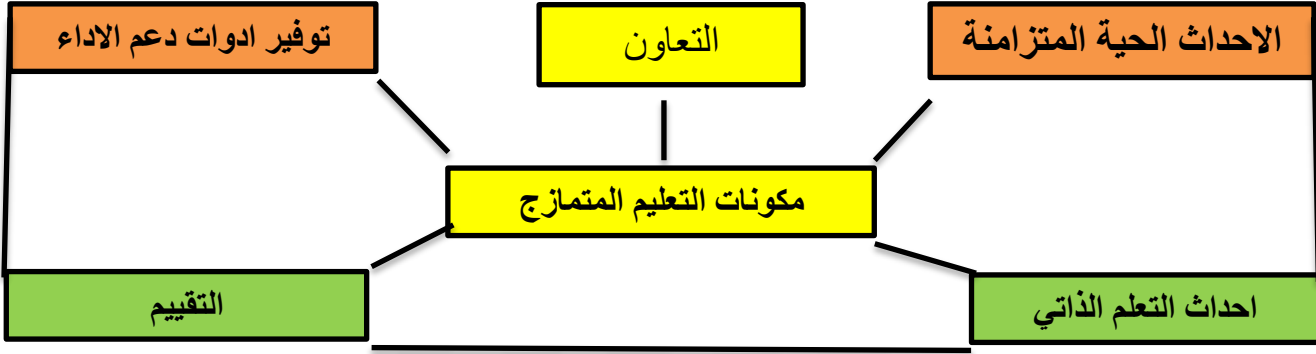 الاحداث الحية المتزامنة
التعاون
توفير ادوات دعم الاداء
مكونات التعليم المتمازج
احداث التعلم الذاتي
التقييم